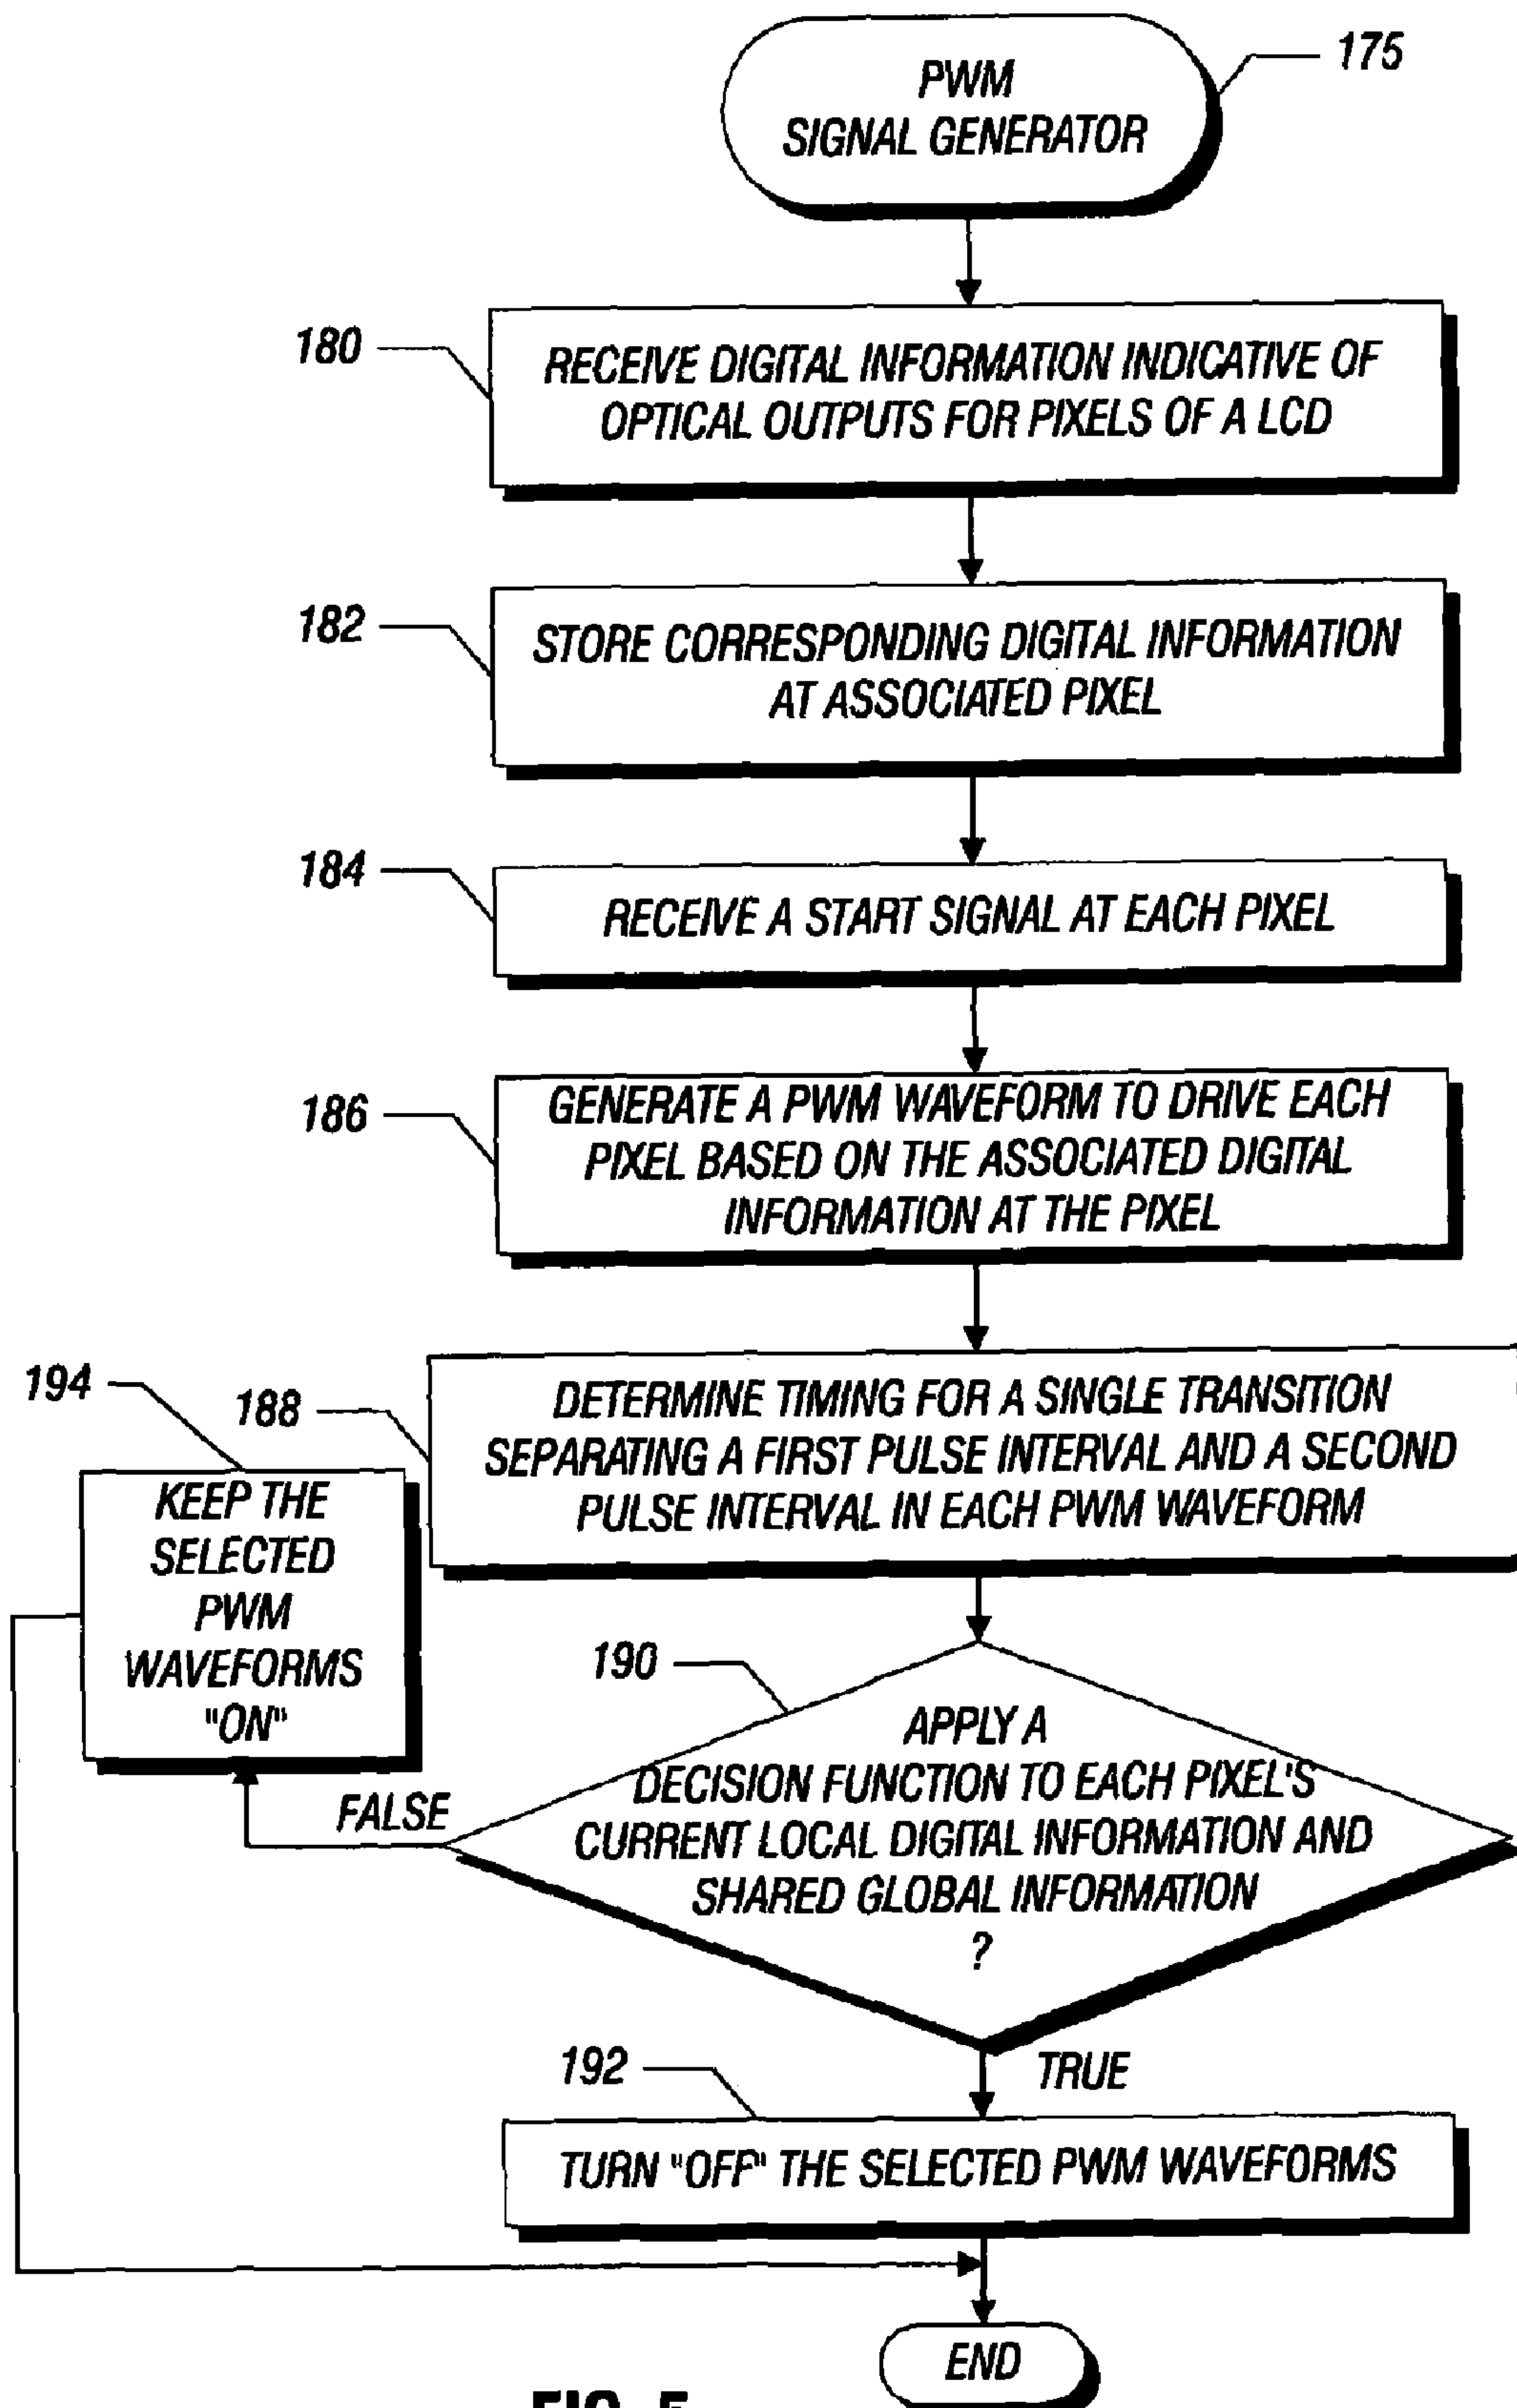 PWM
SIGNAL GENERATOR
175
180
RECEIVE DIGITAL INFORMATION INDICATIVE OF
OPTICAL OUTPUTS FOR PIXELS OF A LCD
182
STORE CORRESPONDING DIGITAL INFORMATION
AT ASSOCIATED PIXEL
184
RECEIVE A START SIGNAL AT EACH PIXEL
186
GENERATE A PWM WAVEFORM TO DRIVE EACH
PIXEL BASED ON THE ASSOCIATED DIGITAL
INFORMATION AT THE PIXEL
188
DETERMINE TIMING FOR A SINGLE TRANSITION
SEPARATING A FIRST PULSE INTERVAL AND A SECOND
PULSE INTERVAL IN EACH PWM WAVEFORM
194
KEEP THE
SELECTED
PWM
WAVEFORMS
"ON"
190
APPLY A
DECISION FUNCTION TO EACH PIXEL'S
CURRENT LOCAL DIGITAL INFORMATION AND
SHARED GLOBAL INFORMATION
?
FALSE
TRUE
192
TURN "OFF" THE SELECTED PWM WAVEFORMS
END
FIG. 5